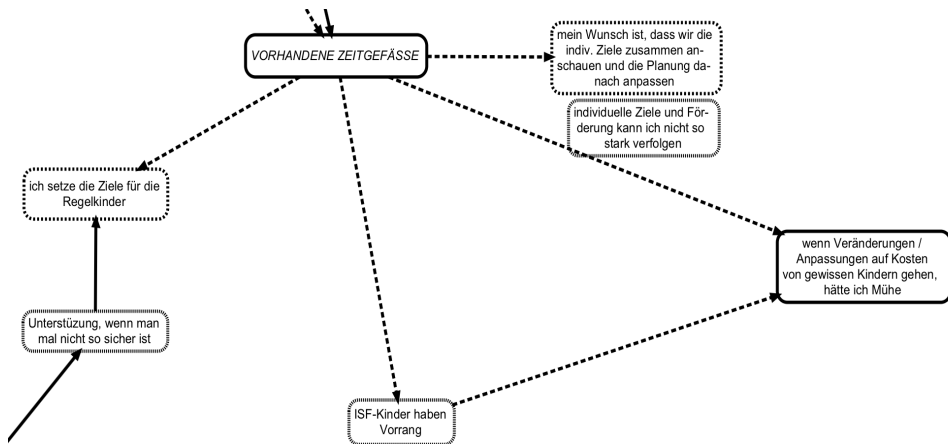 VORHANDENE ZEITGEFÄSSE
mein Wunsch ist, dass wir die
indiv. Ziele zusammen an-
schauen und die Planung da-
nach anpassen
individuelle Ziele und För-
derung kann ich nicht so
stark verfolgen
ich setze die Ziele für die
Regelkinder
wenn Veränderungen /
Anpassungen auf Kosten
von gewissen Kindern gehen,
hätte ich Mühe
Unterstüzung, wenn man
mal nicht so sicher ist
ISF-Kinder haben
Vorrang